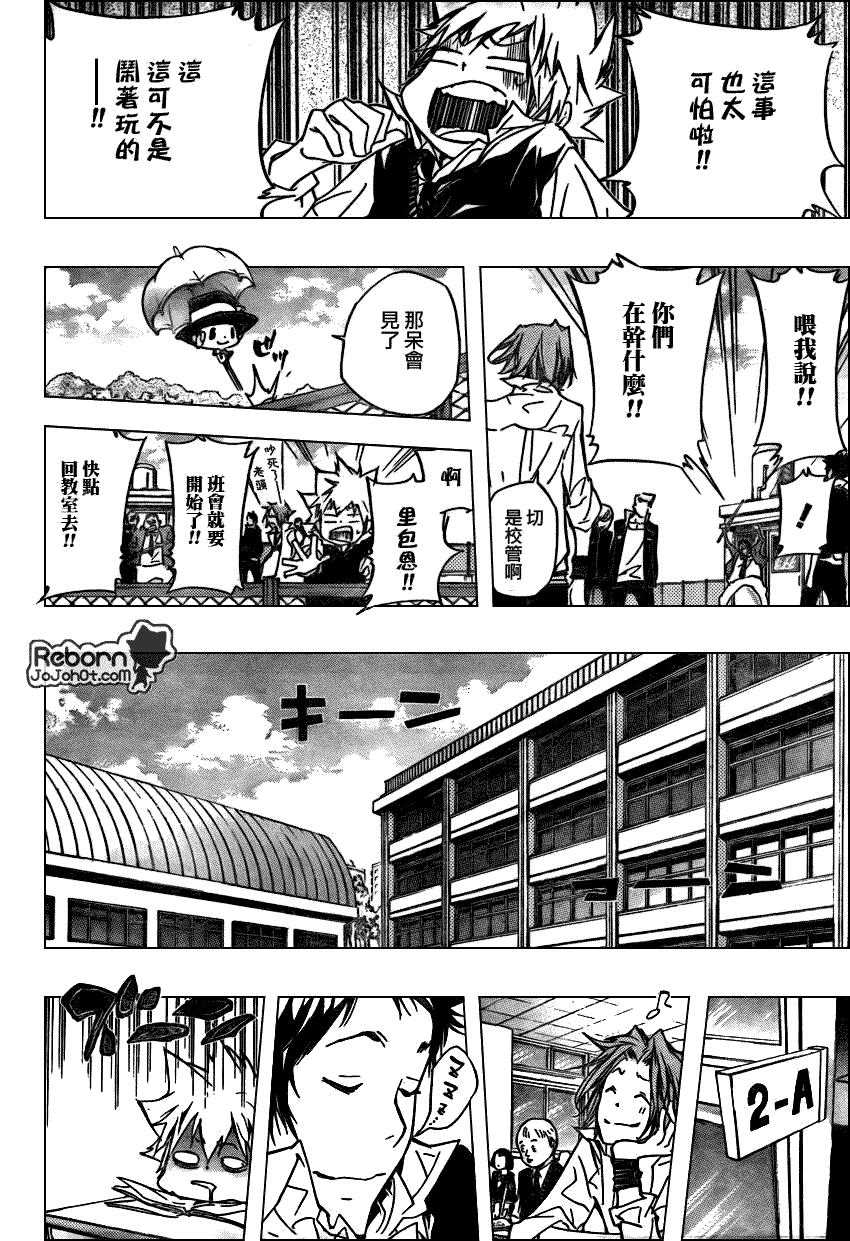 這事
也太
可怕啦!!
這
這可不是
鬧著玩的
——!!
喂我說!!
你們
在幹什麼!!
!
切
是校管啊
那呆會
見了
ビッ
啊
里包恩!!
吵死~
老頭
班會就要
開始了!!
快點
回教室去!!
Reborn
JoJoHot.com
キーン
コーン
2-A
♪
zzzz...